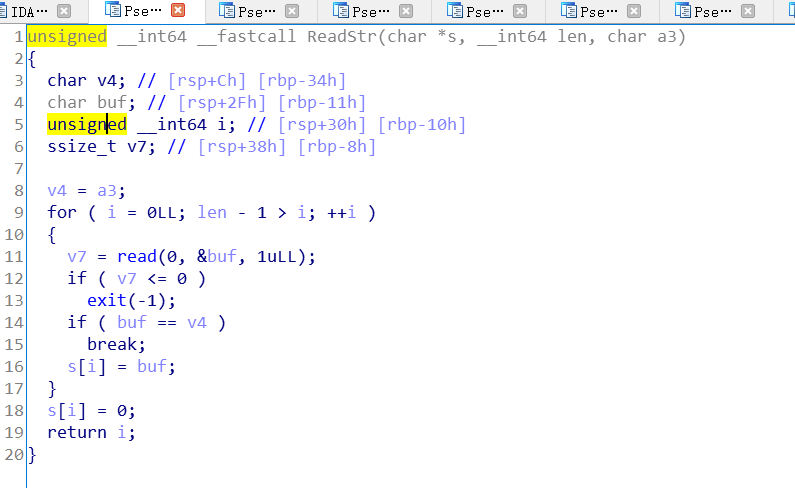 IDA··· Pse··· Pse··· Pse··· Pse··· Pse··· Pse···
1 unsigned __int64 __fastcall ReadStr(char *s, __int64 len, char a3)
2 {
3 char v4; // [rsp+Ch] [rbp-34h]
4 char buf; // [rsp+2Fh] [rbp-11h]
5 unsigned __int64 i; // [rsp+30h] [rbp-10h]
6 ssize_t v7; // [rsp+38h] [rbp-8h]
7
8 v4 = a3;
9 for ( i = 0LL; len - 1 > i; ++i )
10 {
11 v7 = read(0, &buf, 1uLL);
12 if ( v7 <= 0 )
13 exit(-1);
14 if ( buf == v4 )
15 break;
16 s[i] = buf;
17 }
18 s[i] = 0;
19 return i;
20 }